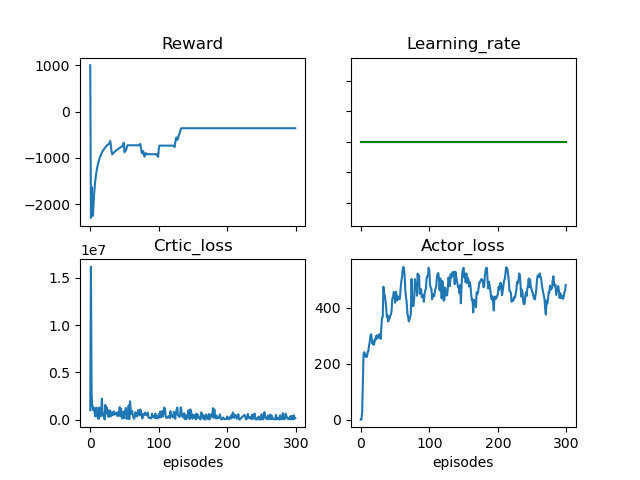 Reward
1000
0
−1000
−2000
Learning_rate
Crtic_loss
1e7
1.5
1.0
0.5
0.0
0 100 200 300
episodes
Actor_loss
400
200
0
0 100 200 300
episodes